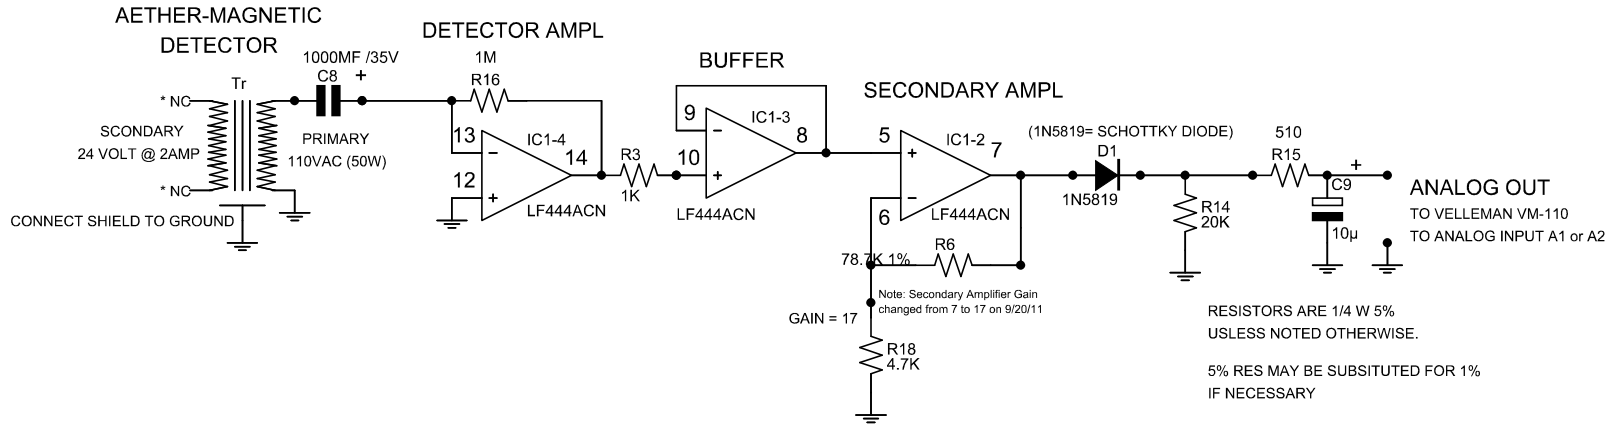 AETHER-MAGNETIC
DETECTOR
Tr
* NC
SCONDARY
24 VOLT @ 2AMP
* NC
CONNECT SHIELD TO GROUND
1000MF /35V
C8
+
PRIMARY
110VAC (50W)
DETECTOR AMPL
1M
R16
13
IC1-4
14
12
−
+
LF444ACN
R3
1K
BUFFER
9
IC1-3
8
10
−
+
LF444ACN
SECONDARY AMPL
5
IC1-2
7
6
+
−
LF444ACN
78.7K 1%
R6
Note: Secondary Amplifier Gain
changed from 7 to 17 on 9/20/11
GAIN = 17
R18
4.7K
(1N5819= SCHOTTKY DIODE)
D1
1N5819
R14
20K
510
R15
+
C9
10µ
ANALOG OUT
TO VELLEMAN VM-110
TO ANALOG INPUT A1 or A2
RESISTORS ARE 1/4 W 5%
USLESS NOTED OTHERWISE.
5% RES MAY BE SUBSITUTED FOR 1%
IF NECESSARY